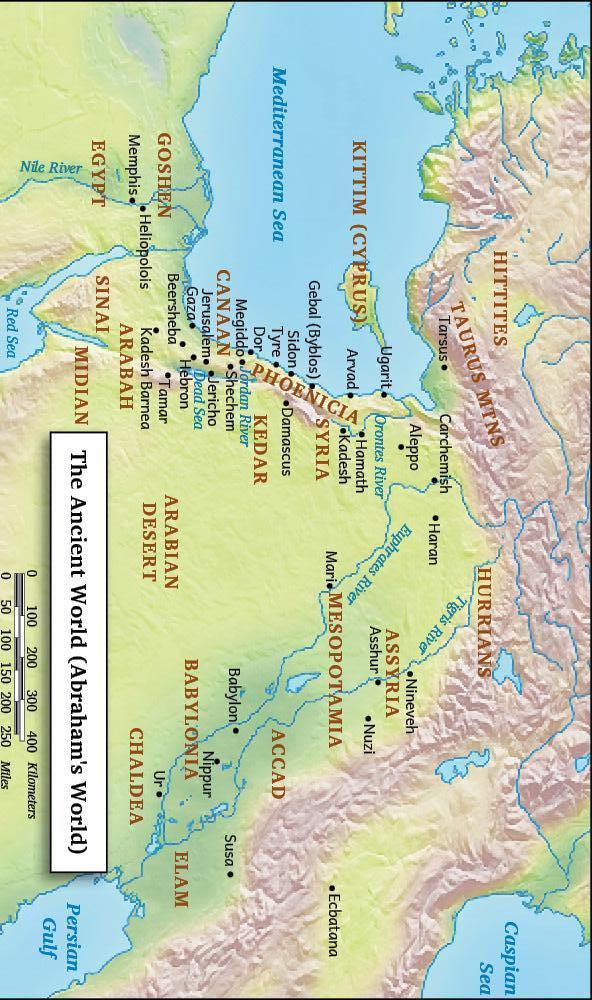 Caspian
Sea
HITTITES
TAURUS MTNS
HURRIANS
Tarsus
Carchemish
Haran
Tigris River
Aleppo
Nineveh
Euphrates River
ASSYRIA
Ugarit
Orontes River
Asshur
Nuzi
KITTIM (CYPRUS)
Arvad
Hamath
Kadesh
Mari
MESOPOTAMIA
Ecbatana
SYRIA
Gebal (Byblos)
PHOENICIA
Sidon
Damascus
Mediterranean Sea
Tyre
ACCAD
Dor
KEDAR
Megiddo
Jordan River
Shechem
Babylon
Susa
CANAAN
Jerusalem
Jericho
Nippur
Dead Sea
Gaza
Hebron
BABYLONIA
ELAM
Beersheba
Tamar
ARABIAN
DESERT
GOSHEN
Ur
Heliopolois
Kadesh Barnea
Memphis
CHALDEA
ARABAH
EGYPT
SINAI
MIDIAN
The Ancient World (Abraham's World)
Persian
Gulf
Nile River
Red Sea
0 100 200 300 400 Kilometers
0 50 100 150 200 250 Miles